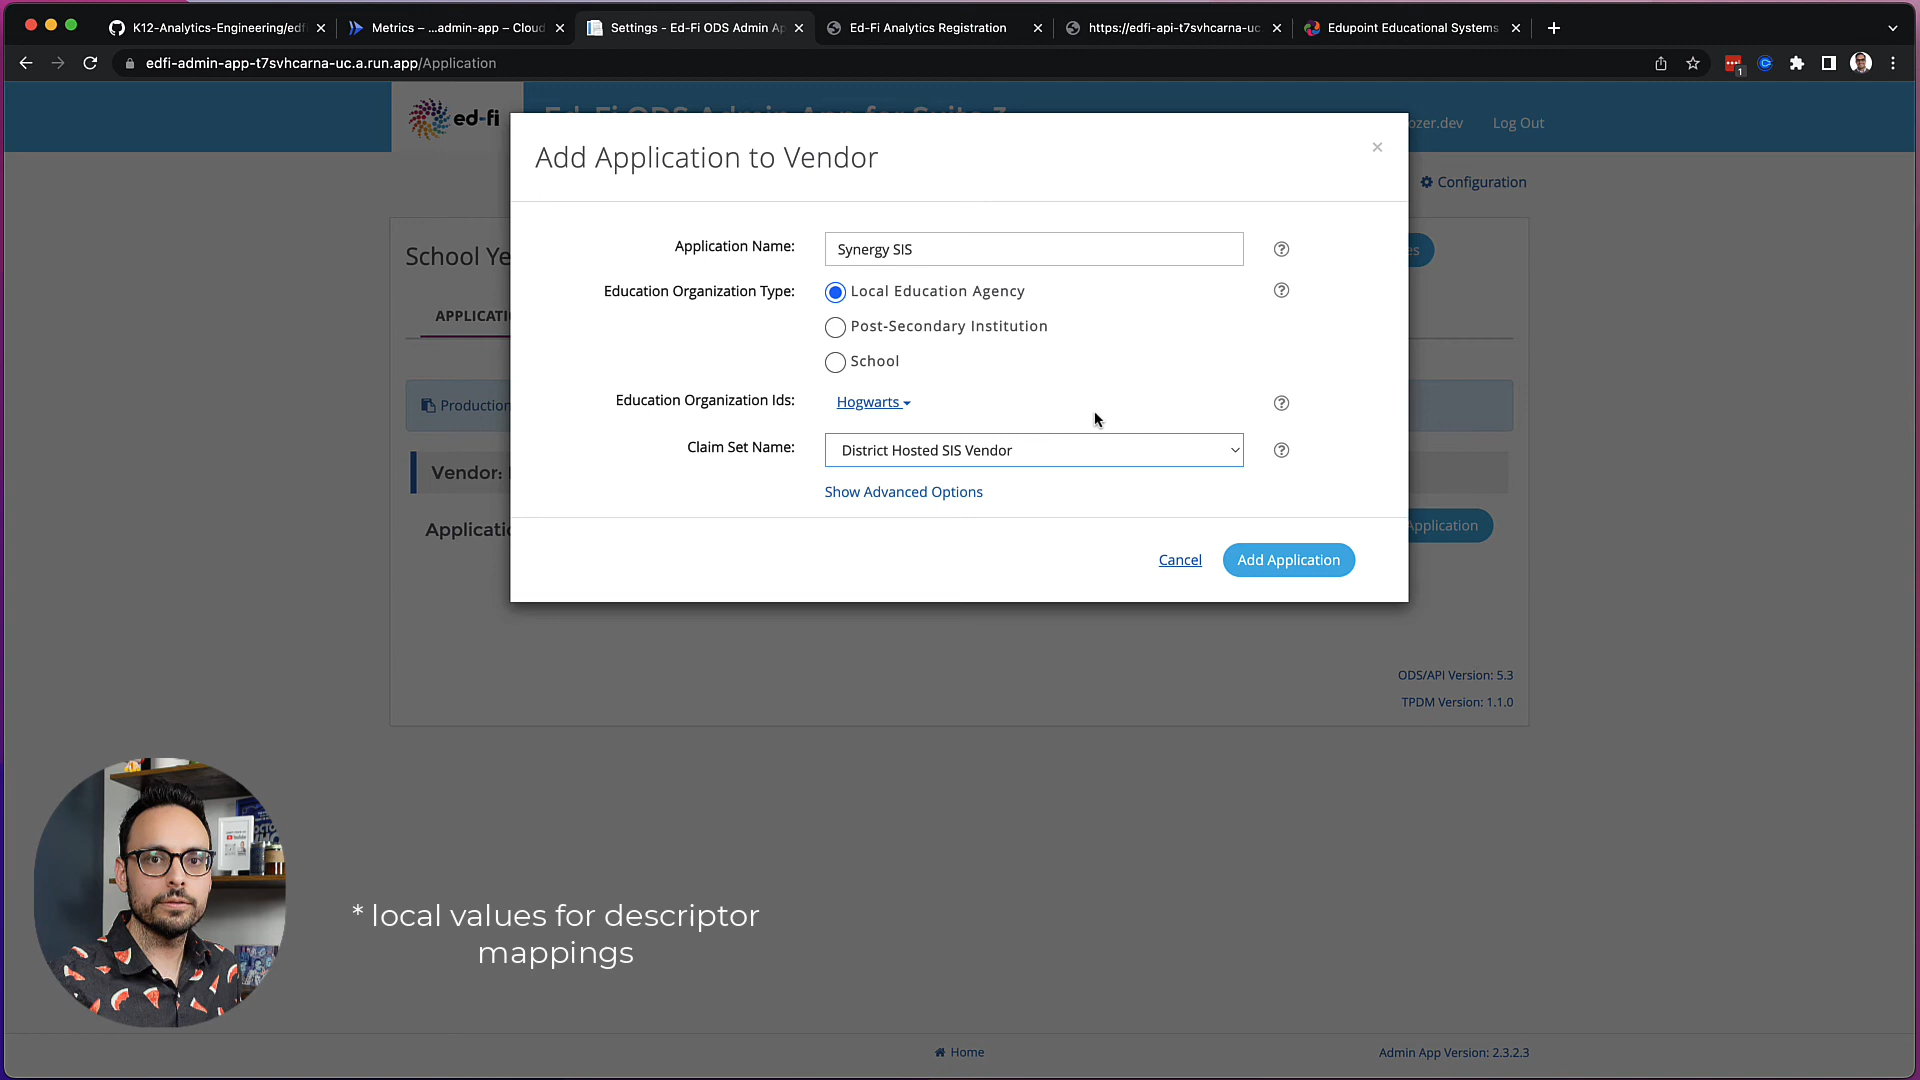 K12-Analytics-Engineering/edf
Metrics – ...admin-app – Cloud
Settings - Ed-Fi ODS Admin Ap
Ed-Fi Analytics Registration
https://edfi-api-t7svhcarna-uc.
Edupoint Educational Systems
edfi-admin-app-t7svhcarna-uc.a.run.app/Application
1
ed-fi
Ed-Fi ODS Admin App for Suite 3
ozer.dev
Log Out
Add Application to Vendor
Configuration
School Ye
Application Name:
Synergy SIS
es
Education Organization Type:
Local Education Agency
APPLICATI
Post-Secondary Institution
School
Production
Education Organization Ids:
Hogwarts
Claim Set Name:
District Hosted SIS Vendor
Vendor:
Show Advanced Options
Applicatio
Application
Cancel
Add Application
ODS/API Version: 5.3
TPDM Version: 1.1.0
* local values for descriptor
mappings
Home
Admin App Version: 2.3.2.3